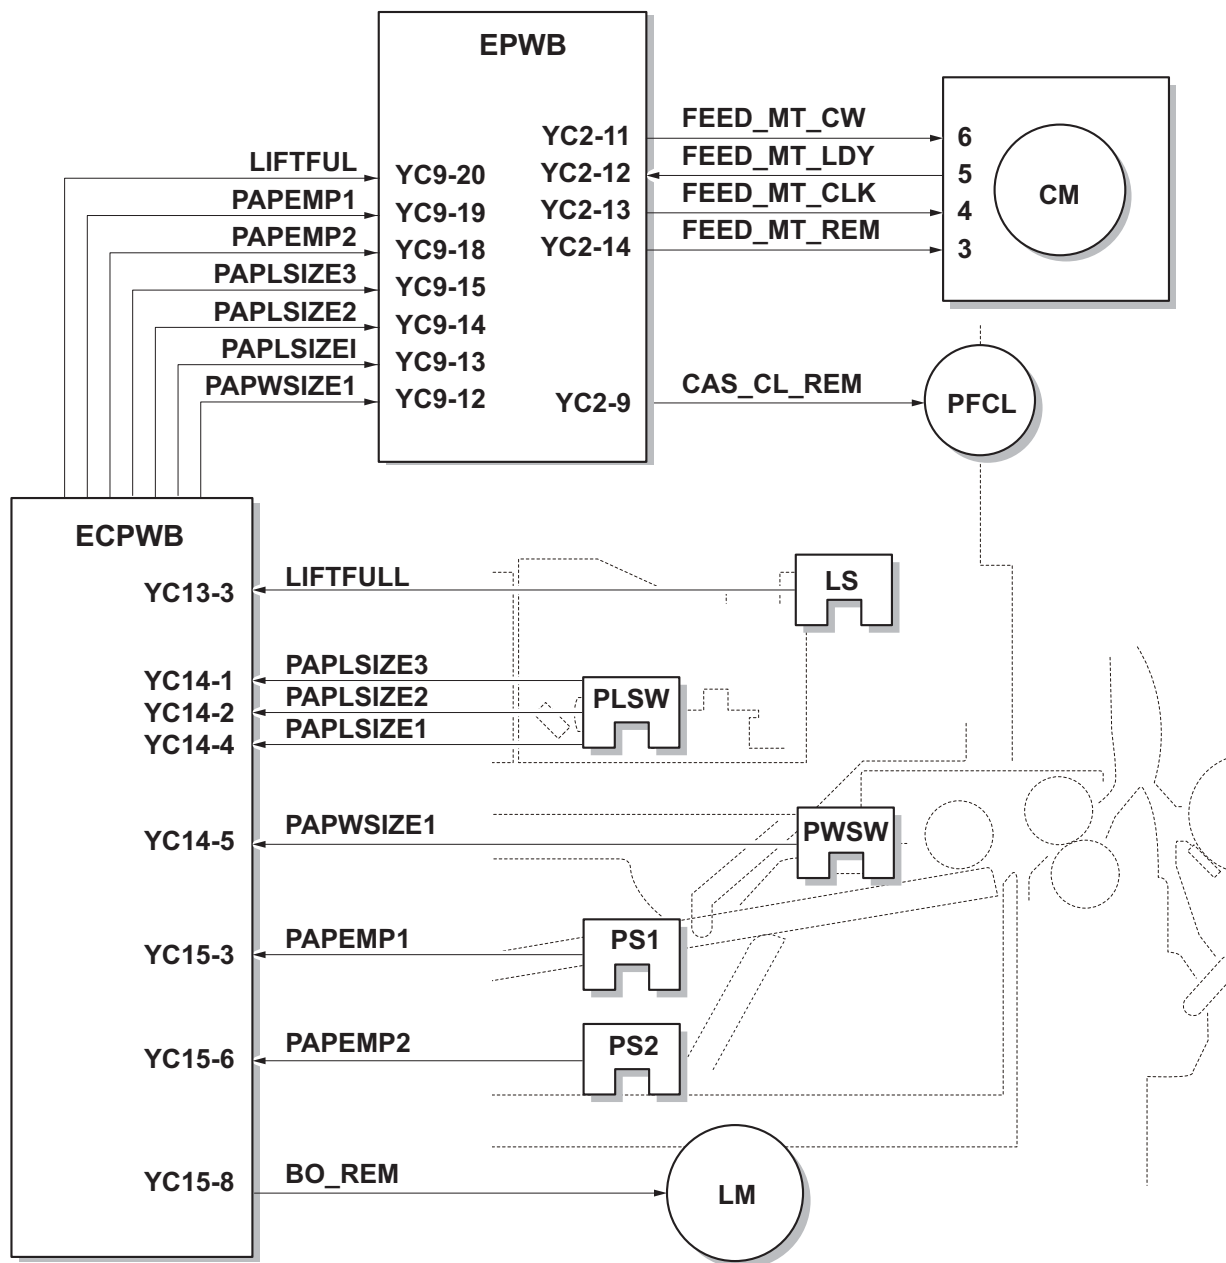 EPWB
YC2-11
FEED_MT_CW
6
LIFTFUL
YC9-20
YC2-12
FEED_MT_LDY
5
CM
PAPEMP1
YC9-19
YC2-13
FEED_MT_CLK
4
PAPEMP2
YC9-18
YC2-14
FEED_MT_REM
3
PAPLSIZE3
YC9-15
PAPLSIZE2
YC9-14
PAPLSIZEI
YC9-13
PAPWSIZE1
YC9-12
YC2-9
CAS_CL_REM
PFCL
ECPWB
YC13-3
LIFTFULL
LS
YC14-1
PAPLSIZE3
PLSW
YC14-2
PAPLSIZE2
YC14-4
PAPLSIZE1
YC14-5
PAPWSIZE1
PWSW
YC15-3
PAPEMP1
PS1
YC15-6
PAPEMP2
PS2
YC15-8
BO_REM
LM